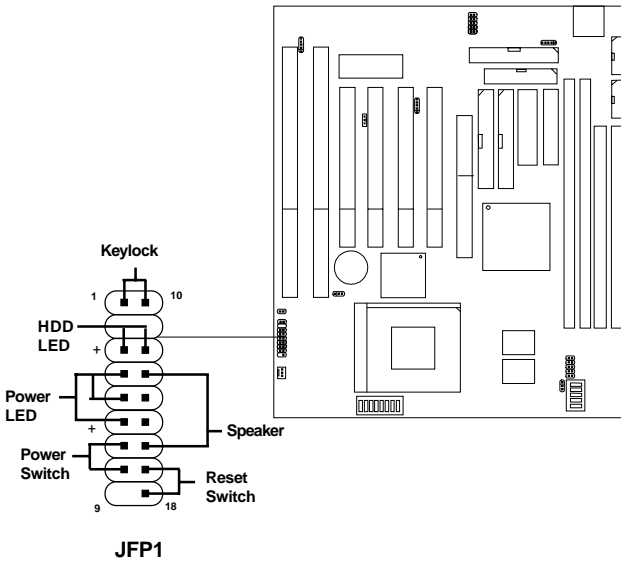 Keylock
1 10
HDD
LED
+
Power
LED
+
Speaker
Power
Switch
Reset
Switch
9 18
JFP1